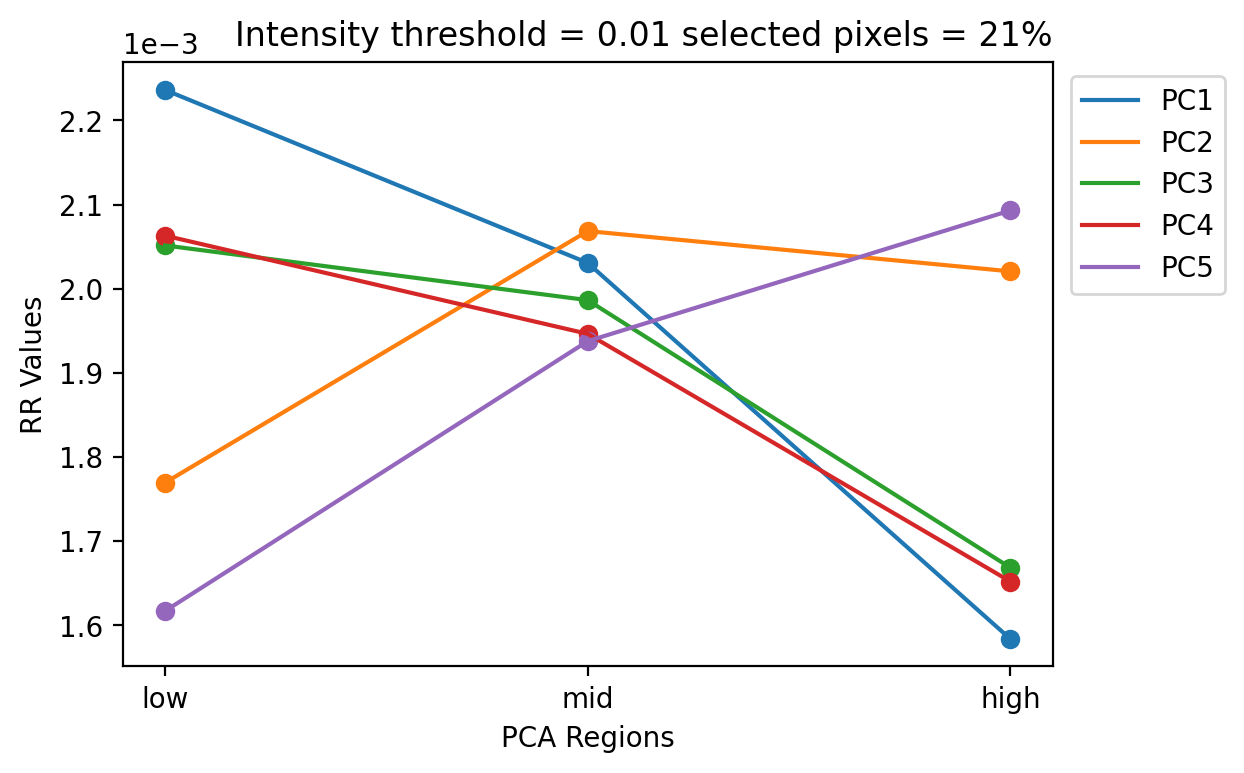 1e−3
Intensity threshold = 0.01 selected pixels = 21%
2.2
2.1
2.0
1.9
1.8
1.7
1.6
RR Values
low
mid
high
PCA Regions
PC1
PC2
PC3
PC4
PC5